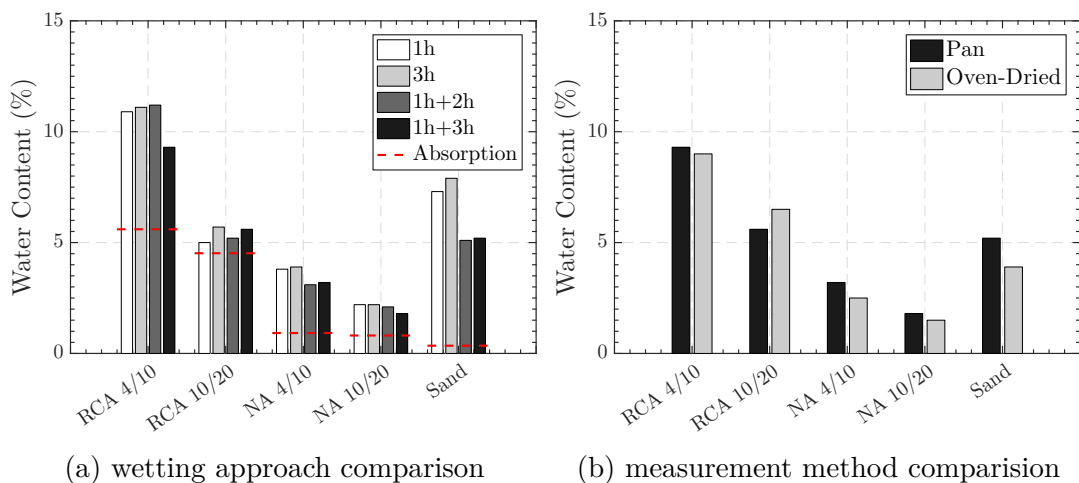 15
10
5
0
Water Content (%)
RCA 4/10
RCA 10/20
NA 4/10
NA 10/20
Sand
1h
3h
1h+2h
1h+3h
Absorption
(a) wetting approach comparison
15
10
5
0
Water Content (%)
RCA 4/10
RCA 10/20
NA 4/10
NA 10/20
Sand
Pan
Oven-Dried
(b) measurement method comparision